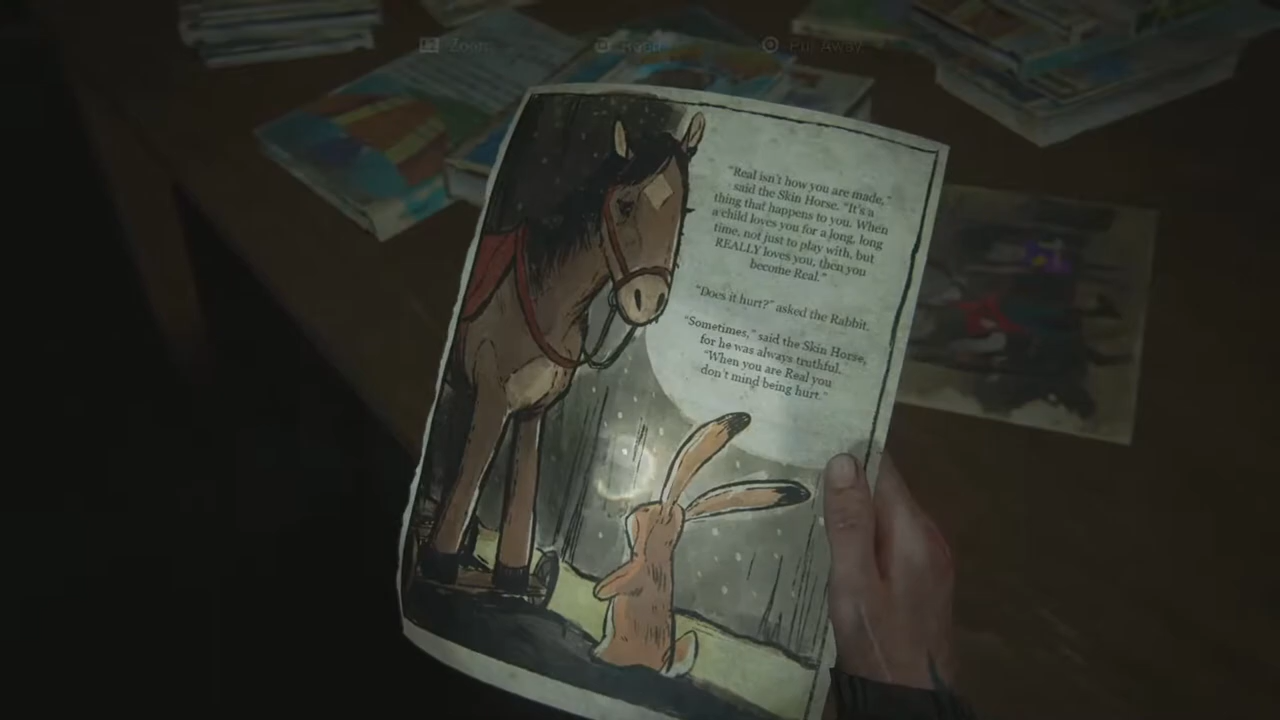 Zoom Read Pull Away
"Real isn't how you are made,"
said the Skin Horse. "It's a
thing that happens to you. When
a child loves you for a long, long
time, not just to play with, but
REALLY loves you, then you
become Real."
"Does it hurt?" asked the Rabbit.
"Sometimes," said the Skin Horse,
for he was always truthful.
"When you are Real you
don't mind being hurt."